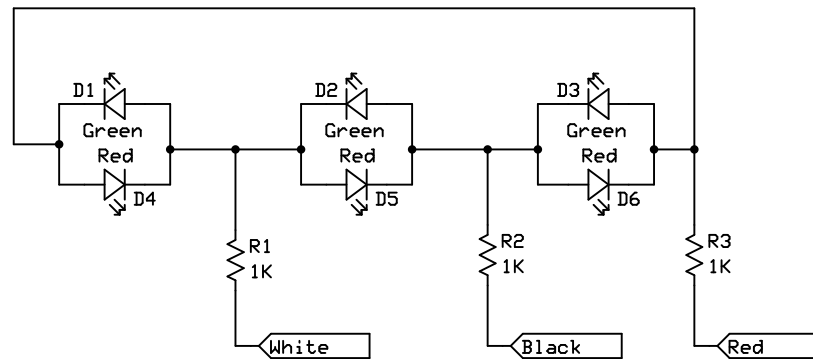 D1
Green
Red
D4
D2
Green
Red
D5
D3
Green
Red
D6
R1
1K
R2
1K
R3
1K
White
Black
Red